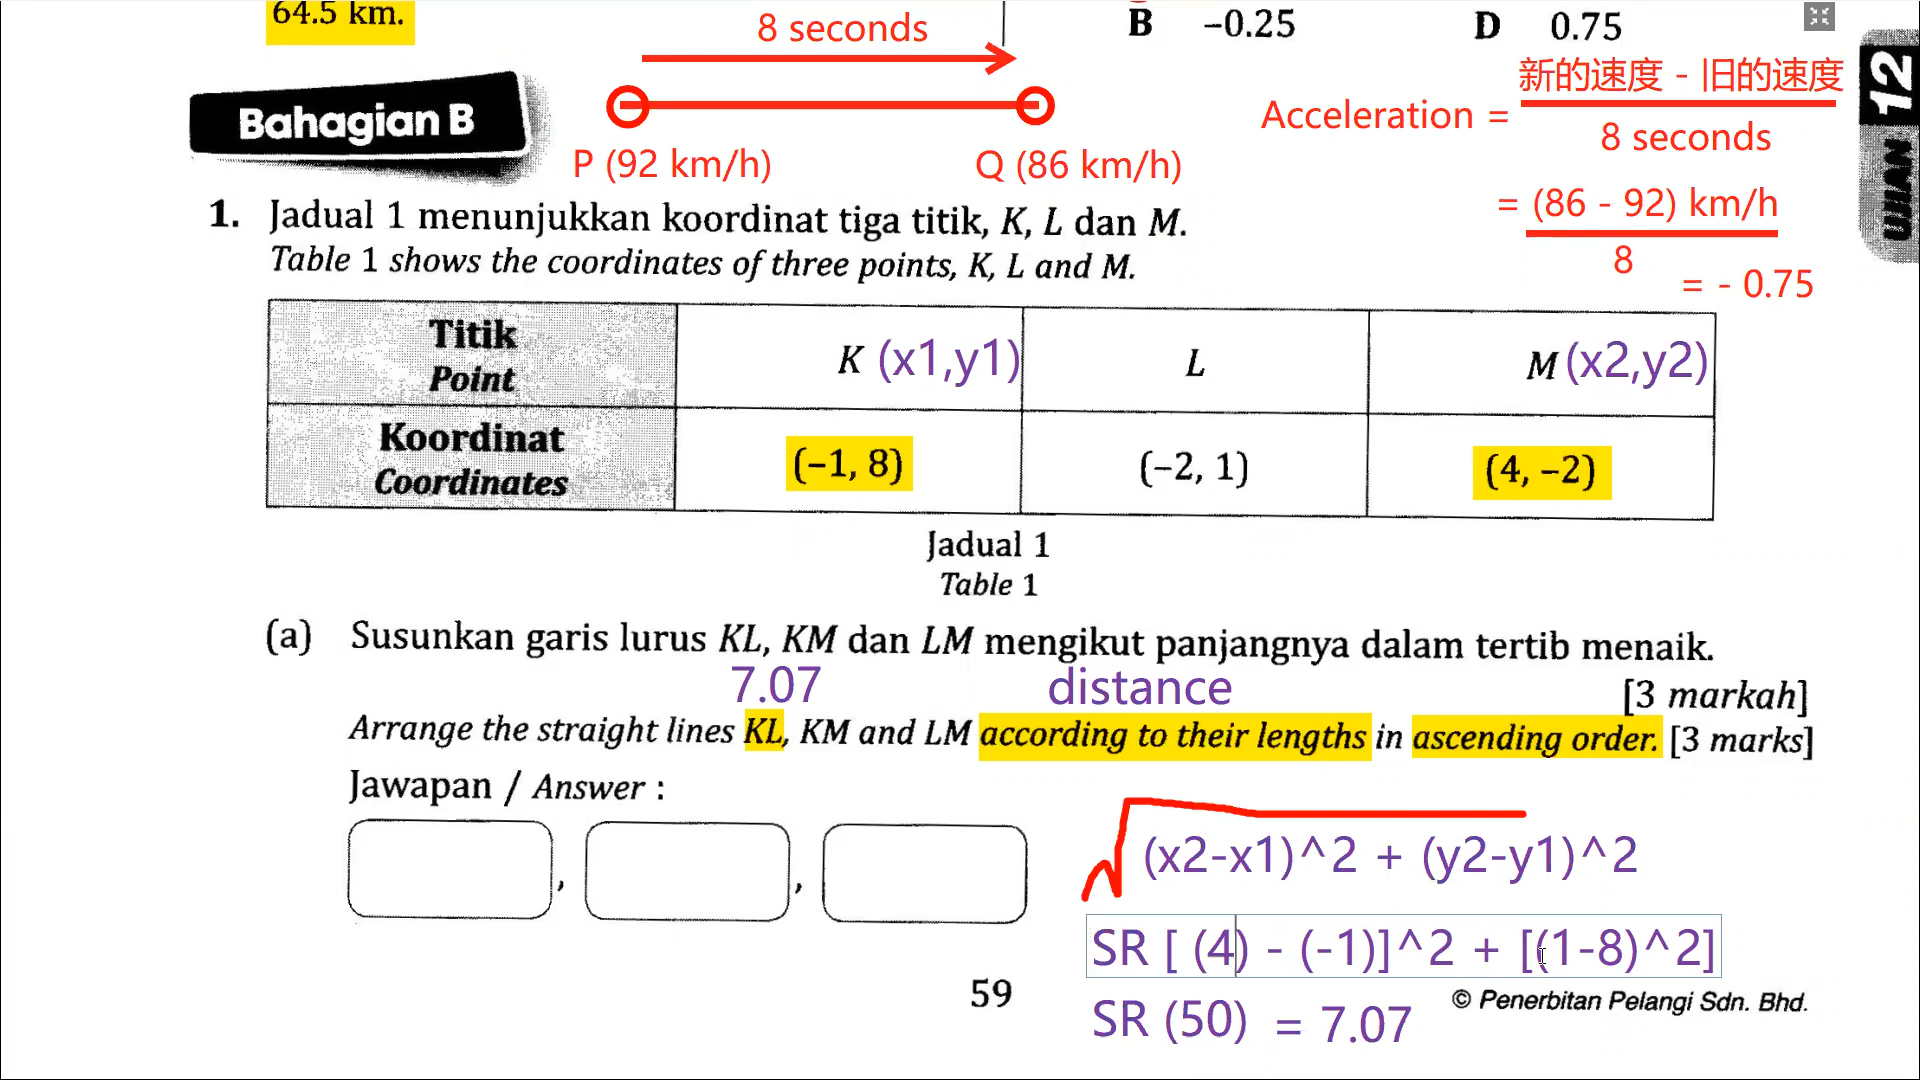 64.5 km.
8 seconds
B –0.25
D 0.75
新的速度 - 旧的速度
Acceleration =
8 seconds
UJIAN 12
Bahagian B
P (92 km/h)
Q (86 km/h)
= (86 - 92) km/h
8
= - 0.75
1. Jadual 1 menunjukkan koordinat tiga titik, K, L dan M.
Table 1 shows the coordinates of three points, K, L and M.
Titik
Point
K (x1,y1)
L
M (x2,y2)
Koordinat
Coordinates
(–1, 8)
(–2, 1)
(4, –2)
Jadual 1
Table 1
(a) Susunkan garis lurus KL, KM dan LM mengikut panjangnya dalam tertib menaik.
7.07
distance
[3 markah]
Arrange the straight lines KL, KM and LM according to their lengths in ascending order. [3 marks]
Jawapan / Answer :
, ,
√ (x2-x1)^2 + (y2-y1)^2
SR [ (4) - (-1)]^2 + [(1-8)^2]
SR (50) = 7.07
59
© Penerbitan Pelangi Sdn. Bhd.